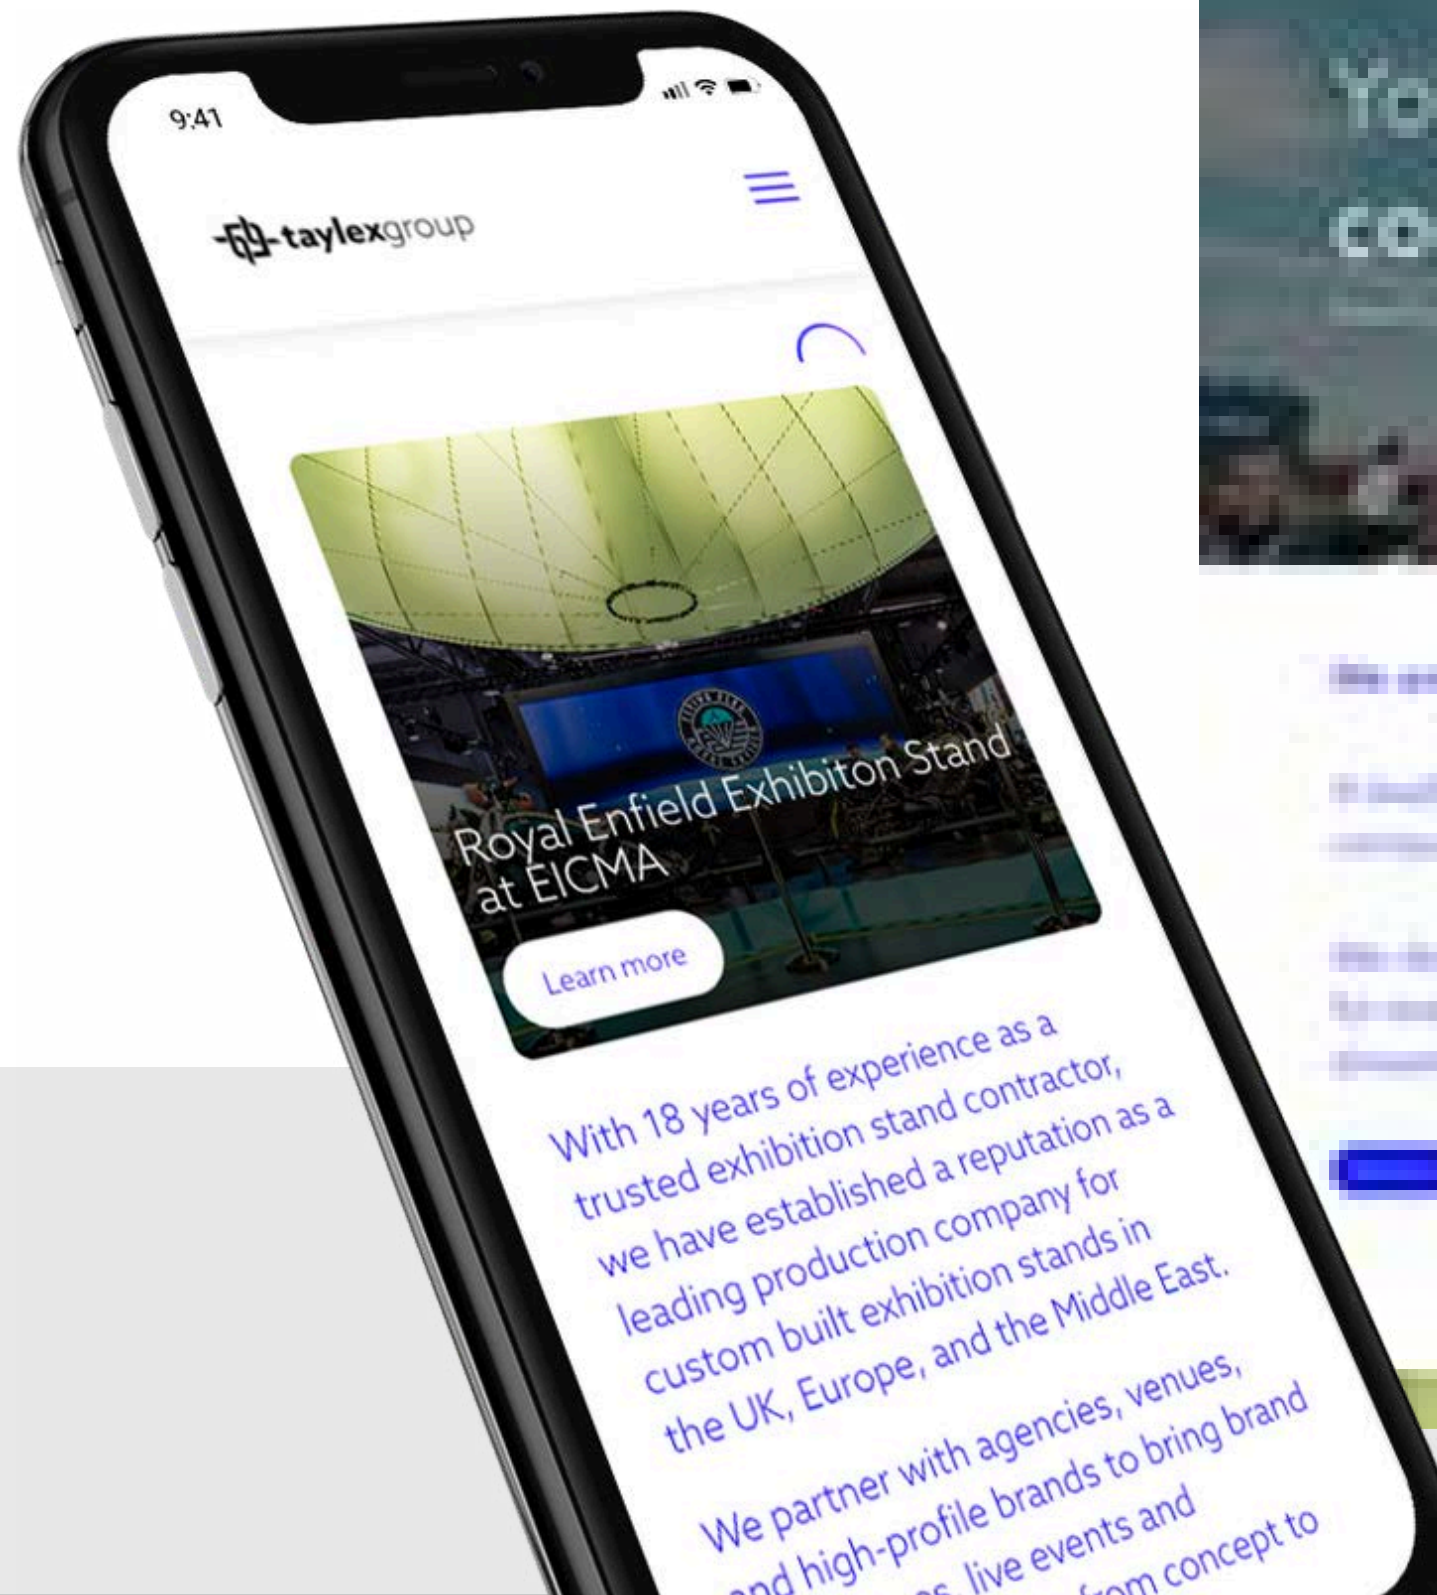 9:41
taylexgroup
Royal Enfield Exhibiton Stand
at EICMA
Learn more
With 18 years of experience as a
trusted exhibition stand contractor,
we have established a reputation as a
leading production company for
custom built exhibition stands in
the UK, Europe, and the Middle East.
We partner with agencies, venues,
and high-profile brands to bring brand
live events and
from concept to
Yo
co